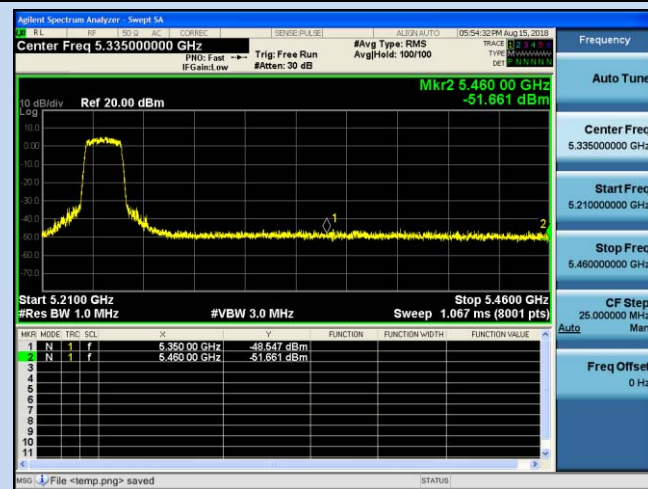 Agilent Spectrum Analyzer - Swept SA
RL RF 50 Ω AC CORREC SENSE:PULSE ALIGN AUTO 05:54:32 PM Aug 15, 2018
Center Freq 5.335000000 GHz
PNO: Fast
IFGain:Low
Trig: Free Run
#Atten: 30 dB
#Avg Type: RMS
Avg|Hold: 100/100
TRACE 1 2 3 4 5 6
TYPE
DET P N N N N N
Mkr2 5.460 00 GHz
-51.661 dBm
10 dB/div Ref 20.00 dBm
Log
10.0
0.00
-10.0
-20.0
-30.0
-40.0
-50.0
-60.0
-70.0
1
2
Start 5.2100 GHz Stop 5.4600 GHz
#Res BW 1.0 MHz #VBW 3.0 MHz Sweep 1.067 ms (8001 pts)
MKR MODE TRC SCL X Y FUNCTION FUNCTION WIDTH FUNCTION VALUE
1 N 1 f 5.350 00 GHz -48.547 dBm
2 N 1 f 5.460 00 GHz -51.661 dBm
3
4
5
6
7
8
9
10
11
MSG File <temp.png> saved STATUS
Frequency
Auto Tune
Center Freq
5.335000000 GHz
Start Freq
5.210000000 GHz
Stop Freq
5.460000000 GHz
CF Step
25.000000 MHz
Auto Man
Freq Offset
0 Hz